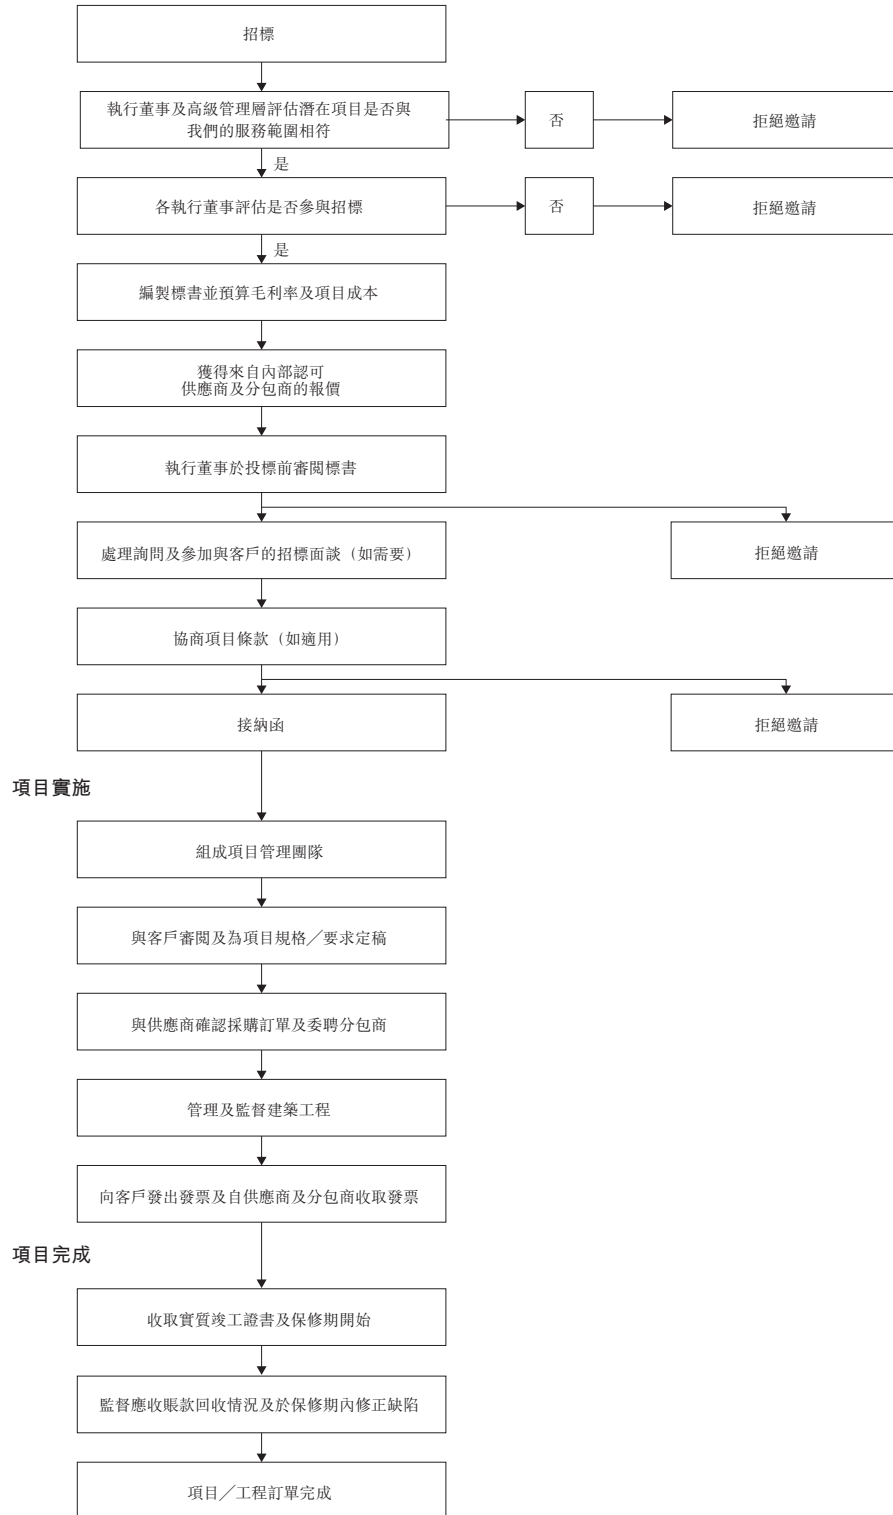 招標
執行董事及高級管理層評估潛在項目是否與
我們的服務範圍相符
否
拒絕邀請
是
各執行董事評估是否參與招標
否
拒絕邀請
是
編製標書並預算毛利率及項目成本
獲得來自內部認可
供應商及分包商的報價
執行董事於投標前審閱標書
處理詢問及參加與客戶的招標面談（如需要）
拒絕邀請
協商項目條款（如適用）
接納函
拒絕邀請
項目實施
組成項目管理團隊
與客戶審閱及為項目規格／要求定稿
與供應商確認採購訂單及委聘分包商
管理及監督建築工程
向客戶發出發票及自供應商及分包商收取發票
項目完成
收取實質竣工證書及保修期開始
監督應收賬款回收情況及於保修期內修正缺陷
項目／工程訂單完成